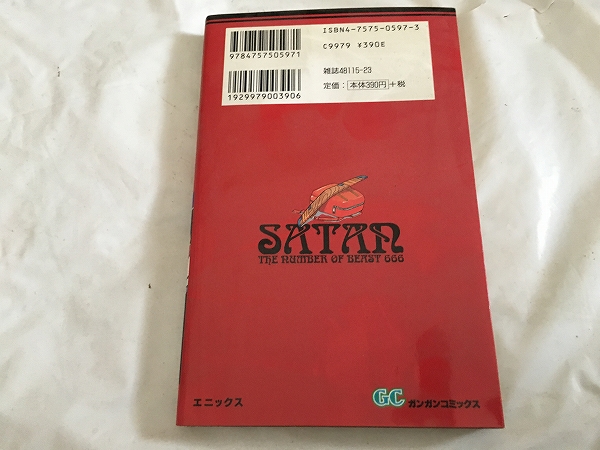 ISBN4-7575-0597-3
C9979 ¥390E
9784757505971
雑誌48115-23
定価:本体390円+税
1929979003906
SATAN
THE NUMBER OF BEAST 666
エニックス
GC ガンガンコミックス